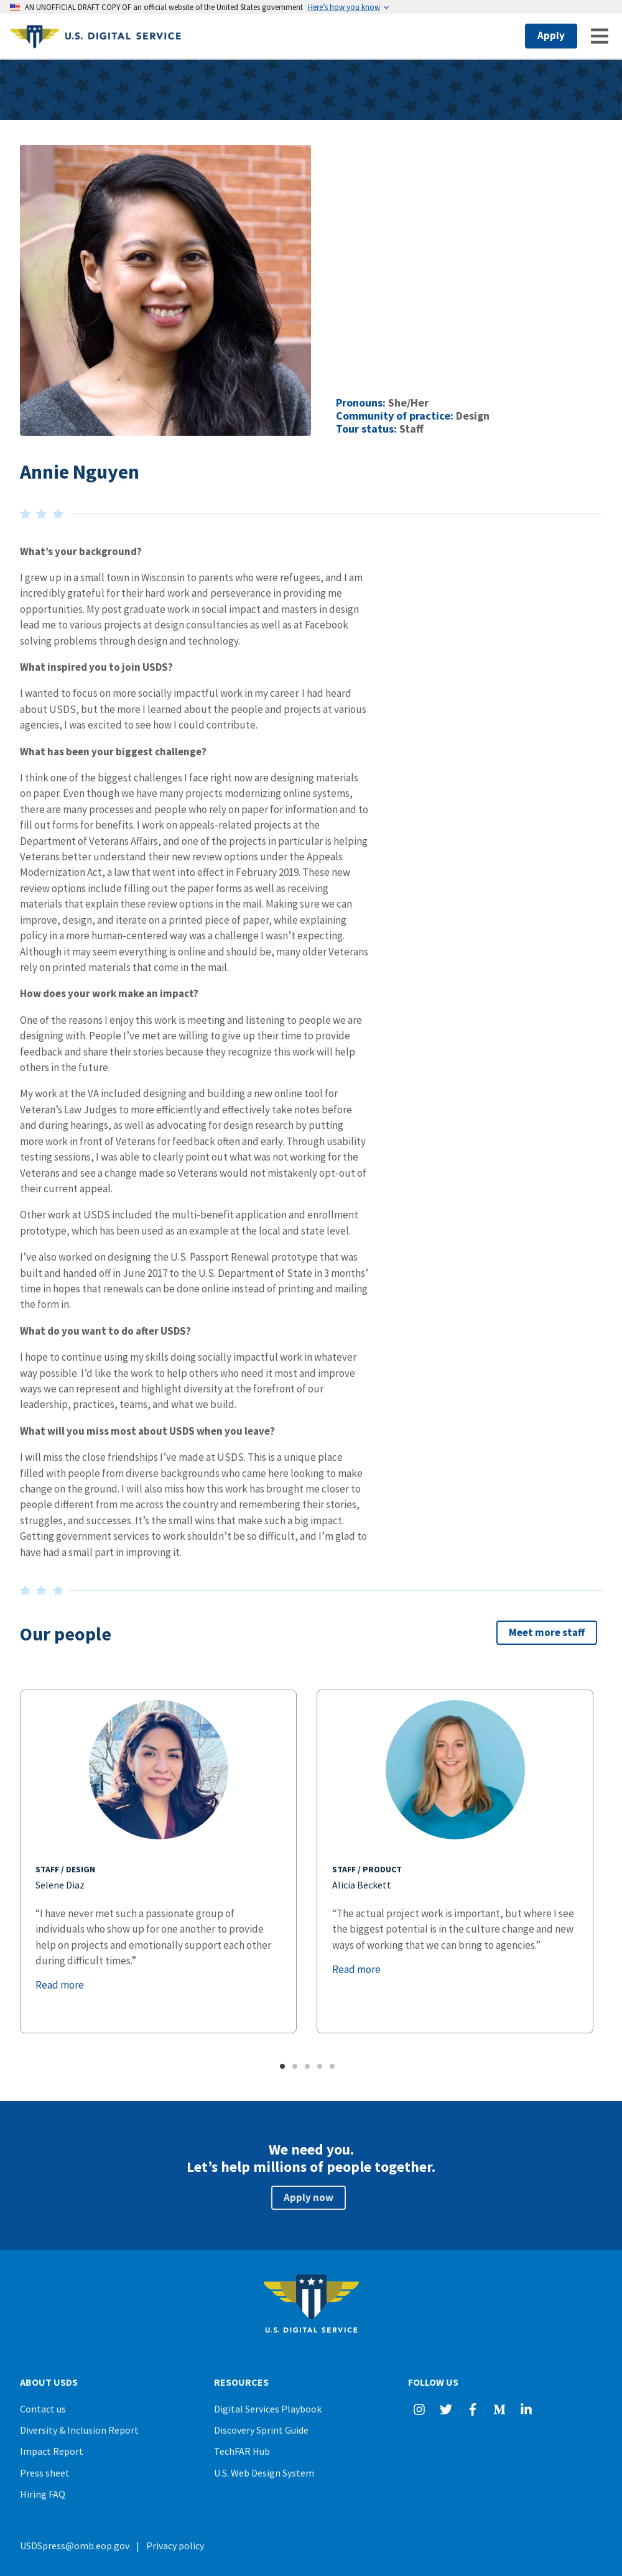 AN UNOFFICIAL DRAFT COPY OF an official website of the United States government Here's how you know
U.S. DIGITAL SERVICE
Apply
Pronouns: She/Her
Community of practice: Design
Tour status: Staff
Annie Nguyen
What's your background?
I grew up in a small town in Wisconsin to parents who were refugees, and I am
incredibly grateful for their hard work and perseverance in providing me
opportunities. My post graduate work in social impact and masters in design
lead me to various projects at design consultancies as well as at Facebook
solving problems through design and technology.
What inspired you to join USDS?
I wanted to focus on more socially impactful work in my career. I had heard
about USDS, but the more I learned about the people and projects at various
agencies, I was excited to see how I could contribute.
What has been your biggest challenge?
I think one of the biggest challenges I face right now are designing materials
on paper. Even though we have many projects modernizing online systems,
there are many processes and people who rely on paper for information and to
fill out forms for benefits. I work on appeals-related projects at the
Department of Veterans Affairs, and one of the projects in particular is helping
Veterans better understand their new review options under the Appeals
Modernization Act, a law that went into effect in February 2019. These new
review options include filling out the paper forms as well as receiving
materials that explain these review options in the mail. Making sure we can
improve, design, and iterate on a printed piece of paper, while explaining
policy in a more human-centered way was a challenge I wasn't expecting.
Although it may seem everything is online and should be, many older Veterans
rely on printed materials that come in the mail.
How does your work make an impact?
One of the reasons I enjoy this work is meeting and listening to people we are
designing with. People I've met are willing to give up their time to provide
feedback and share their stories because they recognize this work will help
others in the future.
My work at the VA included designing and building a new online tool for
Veteran's Law Judges to more efficiently and effectively take notes before
and during hearings, as well as advocating for design research by putting
more work in front of Veterans for feedback often and early. Through usability
testing sessions, I was able to clearly point out what was not working for the
Veterans and see a change made so Veterans would not mistakenly opt-out of
their current appeal.
Other work at USDS included the multi-benefit application and enrollment
prototype, which has been used as an example at the local and state level.
I've also worked on designing the U.S. Passport Renewal prototype that was
built and handed off in June 2017 to the U.S. Department of State in 3 months'
time in hopes that renewals can be done online instead of printing and mailing
the form in.
What do you want to do after USDS?
I hope to continue using my skills doing socially impactful work in whatever
way possible. I'd like the work to help others who need it most and improve
ways we can represent and highlight diversity at the forefront of our
leadership, practices, teams, and what we build.
What will you miss most about USDS when you leave?
I will miss the close friendships I've made at USDS. This is a unique place
filled with people from diverse backgrounds who came here looking to make
change on the ground. I will also miss how this work has brought me closer to
people different from me across the country and remembering their stories,
struggles, and successes. It's the small wins that make such a big impact.
Getting government services to work shouldn't be so difficult, and I'm glad to
have had a small part in improving it.
Our people
Meet more staff
STAFF / DESIGN
Selene Diaz
“I have never met such a passionate group of
individuals who show up for one another to provide
help on projects and emotionally support each other
during difficult times.”
Read more
STAFF / PRODUCT
Alicia Beckett
“The actual project work is important, but where I see
the biggest potential is in the culture change and new
ways of working that we can bring to agencies.”
Read more
We need you.
Let's help millions of people together.
Apply now
U.S. DIGITAL SERVICE
ABOUT USDS
Contact us
Diversity & Inclusion Report
Impact Report
Press sheet
Hiring FAQ
RESOURCES
Digital Services Playbook
Discovery Sprint Guide
TechFAR Hub
U.S. Web Design System
FOLLOW US
USDSpress@omb.eop.gov | Privacy policy